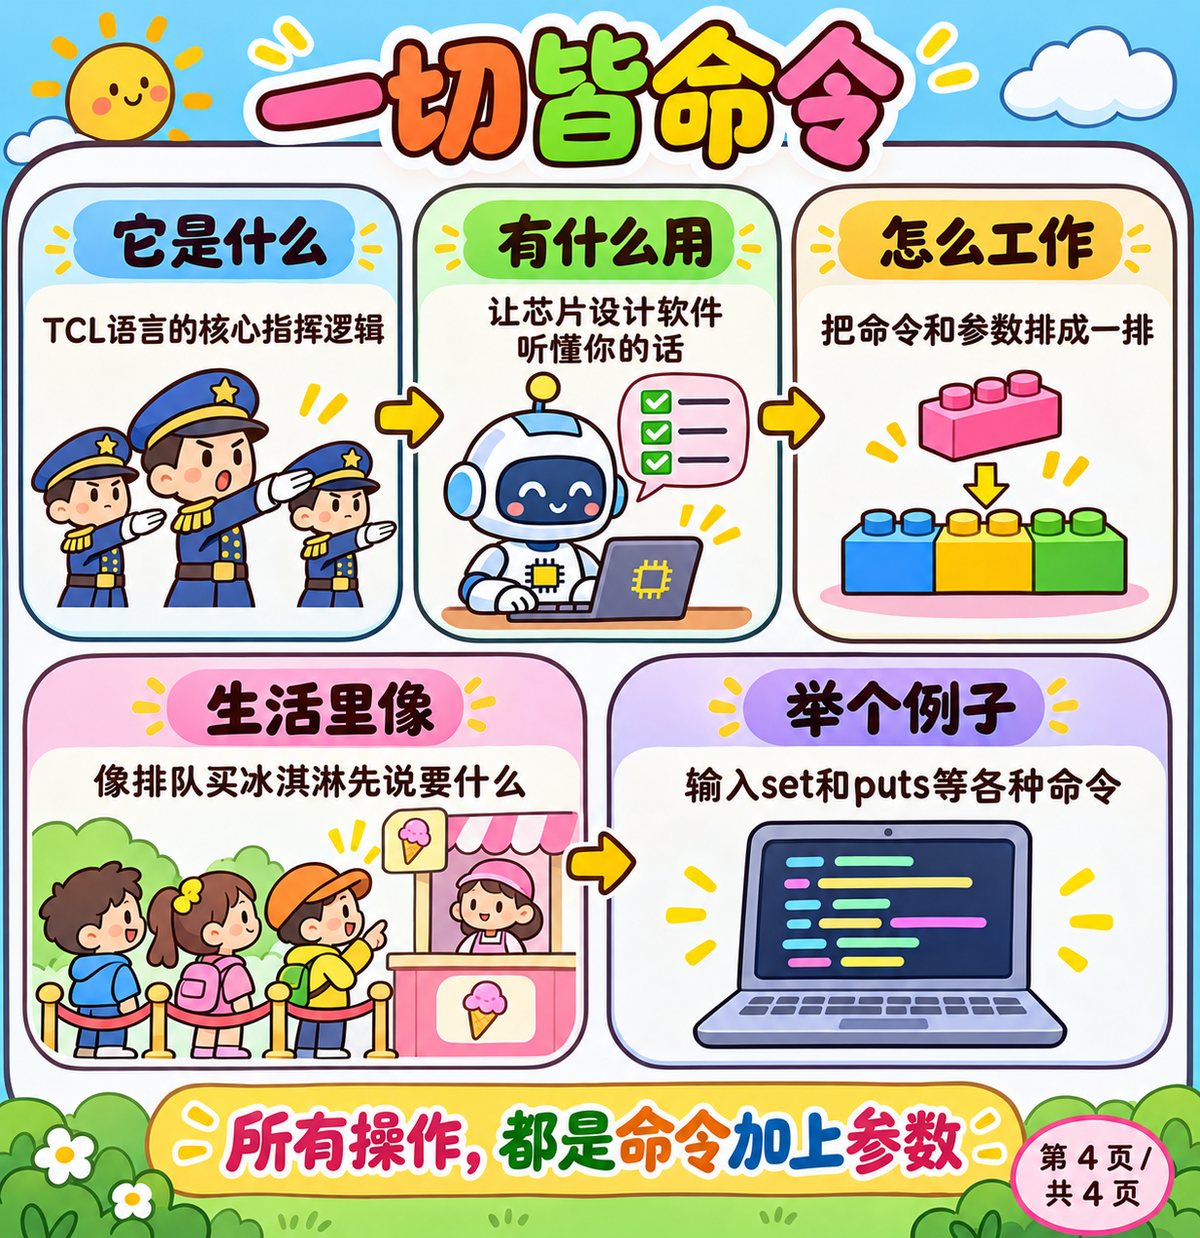 一切皆命令
它是什么
TCL语言的核心指挥逻辑
有什么用
让芯片设计软件
听懂你的话
怎么工作
把命令和参数排成一排
生活里像
像排队买冰淇淋先说要什么
举个例子
输入set和puts等各种命令
所有操作，都是命令加上参数
第 4 页 /
共 4 页